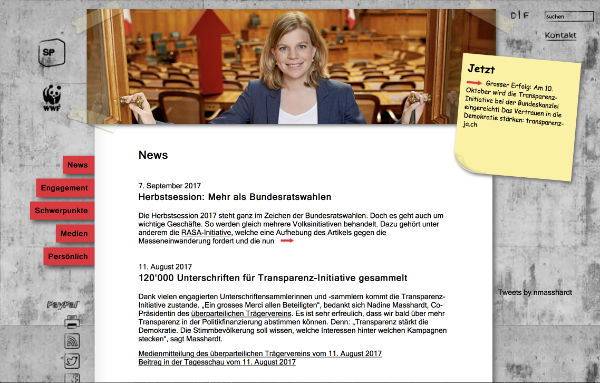 D | F
suchen
Kontakt
SP
WWF
Jetzt
Grosser Erfolg: Am 10.
Oktober wird die Transparenz-
Initiative bei der Bundeskanzlei
eingereicht! Das Vertrauen in die
Demokratie stärken: transparenz-
ja.ch
News
Engagement
Schwerpunkte
Medien
Persönlich
PayPal
News
7. September 2017
Herbstsession: Mehr als Bundesratswahlen
Die Herbstsession 2017 steht ganz im Zeichen der Bundesratswahlen. Doch es geht auch um
wichtige Geschäfte. So werden gleich mehrere Volksinitiativen behandelt. Dazu gehört unter
anderem die RASA-Initiative, welche eine Aufhebung des Artikels gegen die
Masseneinwanderung fordert und die nun
11. August 2017
120'000 Unterschriften für Transparenz-Initiative gesammelt
Dank vielen engagierten Unterschriftensammlerinnen und -sammlern kommt die Transparenz-
Initiative zustande. „Ein grosses Merci allen Beteiligten", bedankt sich Nadine Masshardt, Co-
Präsidentin des überparteilichen Trägervereins. Es ist sehr erfreulich, dass wir bald über mehr
Transparenz in der Politikfinanzierung abstimmen können. Denn: „Transparenz stärkt die
Demokratie. Die Stimmbevölkerung soll wissen, welche Interessen hinter welchen Kampagnen
stecken", sagt Masshardt.
Medienmitteilung des überparteilichen Trägervereins vom 11. August 2017
Beitrag in der Tagesschau vom 11. August 2017
Tweets by nmasshardt